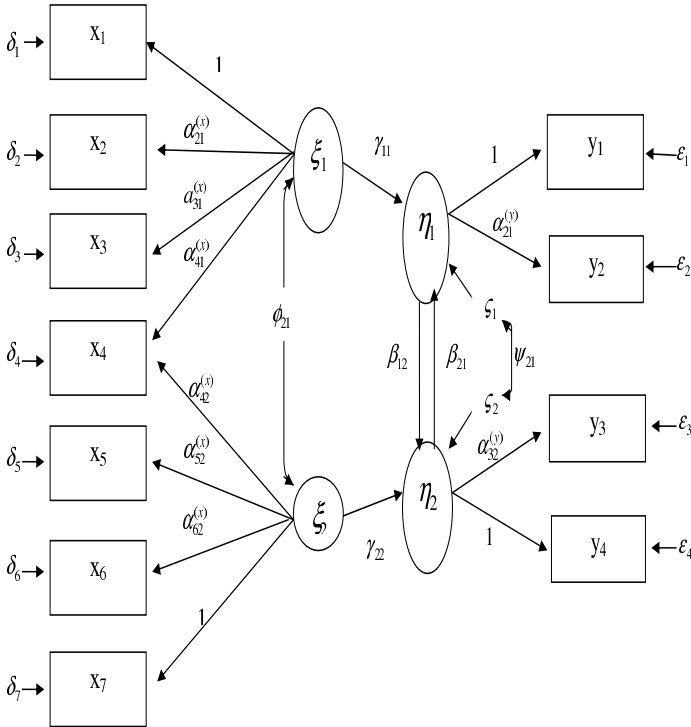 δ₁ x₁
1
δ₂ x₂ α₂₁⁽ˣ⁾
δ₃ x₃ a₃₁⁽ˣ⁾
α₄₁⁽ˣ⁾
δ₄ x₄
α₄₂⁽ˣ⁾
δ₅ x₅ α₅₂⁽ˣ⁾
α₆₂⁽ˣ⁾
δ₆ x₆
1
δ₇ x₇
ξ₁
ϕ₂₁
ξ₂
γ₁₁
γ₂₂
η₁
β₁₂ β₂₁
η₂
ς₁
ψ₂₁
ς₂
1 y₁ ε₁
α₂₁⁽ʸ⁾ y₂ ε₂
α₃₂⁽ʸ⁾ y₃ ε₃
1 y₄ ε₄